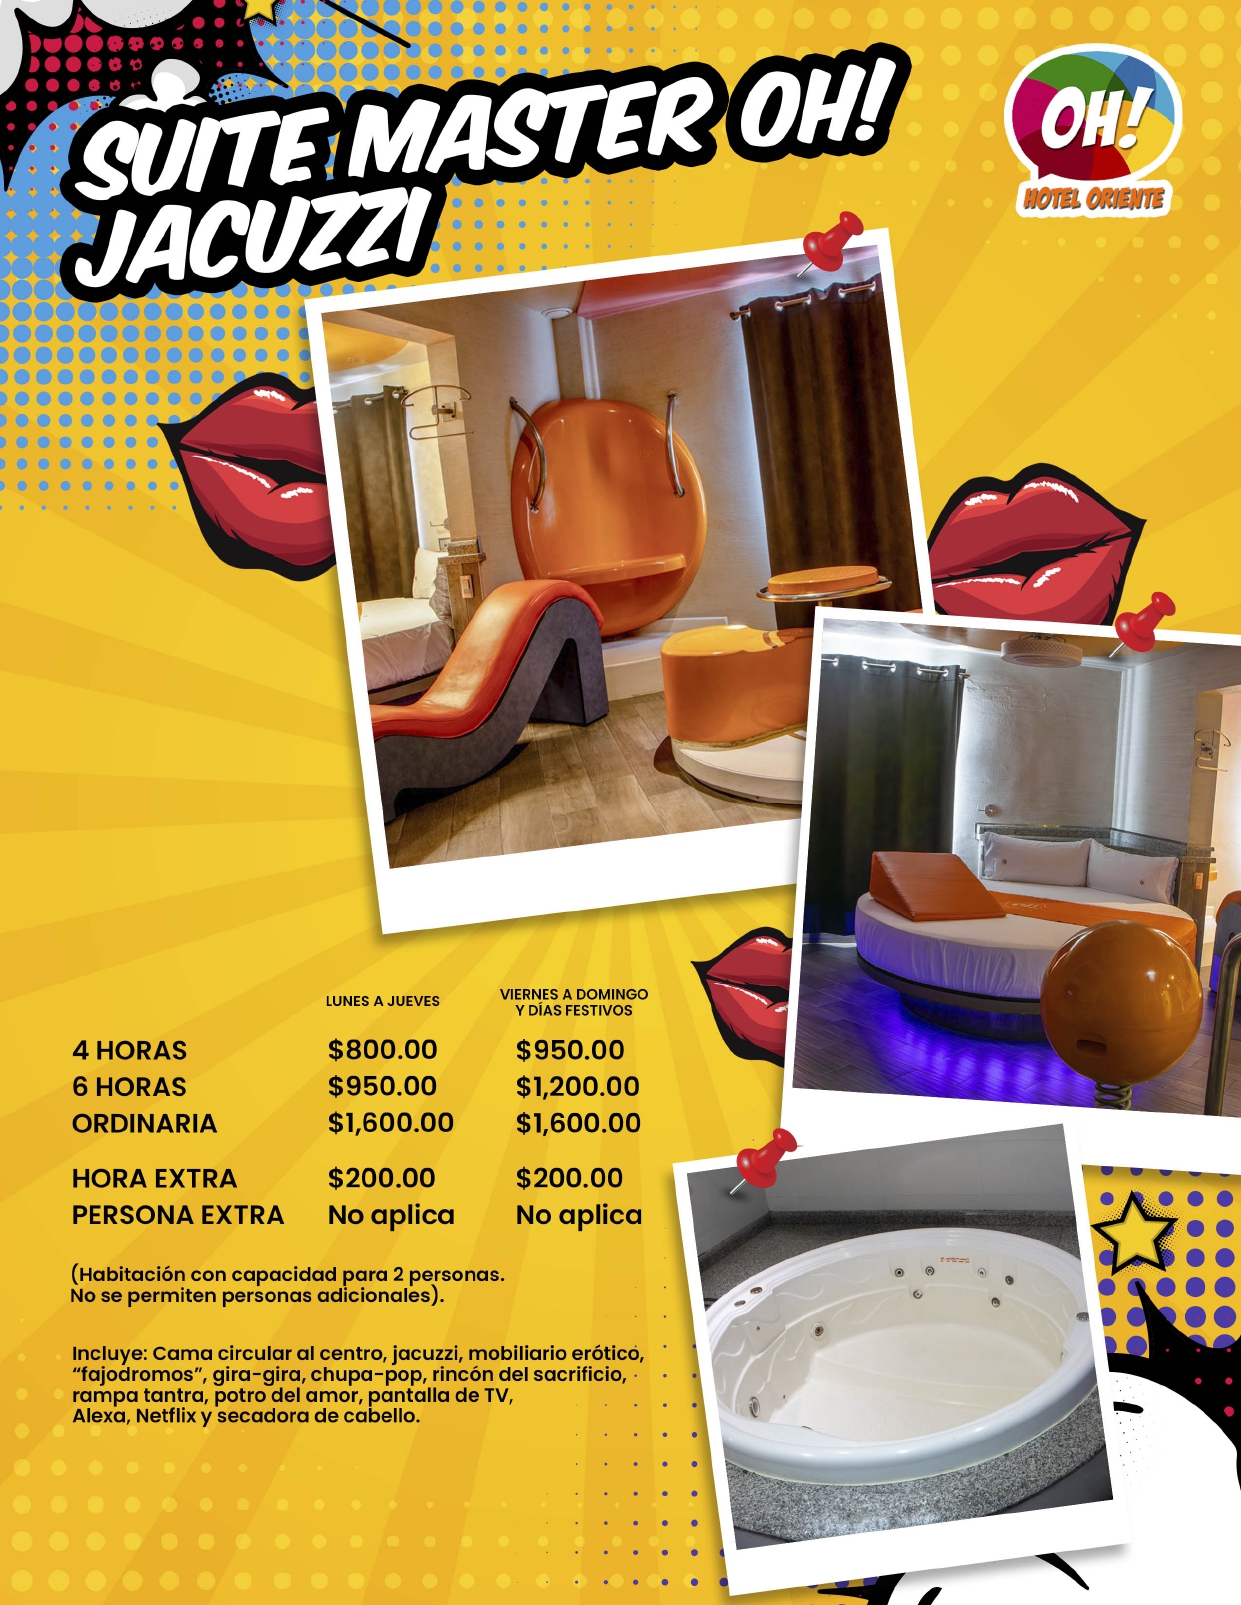 SUITE MASTER OH!
JACUZZI
OH!
HOTEL ORIENTE
LUNES A JUEVES
VIERNES A DOMINGO
Y DÍAS FESTIVOS
4 HORAS $800.00 $950.00
6 HORAS $950.00 $1,200.00
ORDINARIA $1,600.00 $1,600.00
HORA EXTRA $200.00 $200.00
PERSONA EXTRA No aplica No aplica
(Habitación con capacidad para 2 personas.
No se permiten personas adicionales).
Incluye: Cama circular al centro, jacuzzi, mobiliario erótico,
“fajodromos”, gira-gira, chupa-pop, rincón del sacrificio,
rampa tantra, potro del amor, pantalla de TV,
Alexa, Netflix y secadora de cabello.